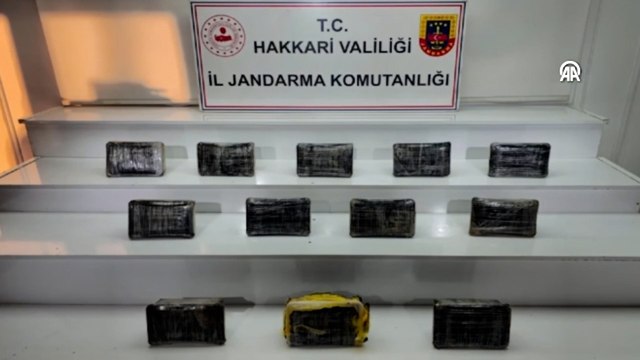 T.C.
HAKKARİ VALİLİĞİ
İL JANDARMA KOMUTANLIĞI
AA